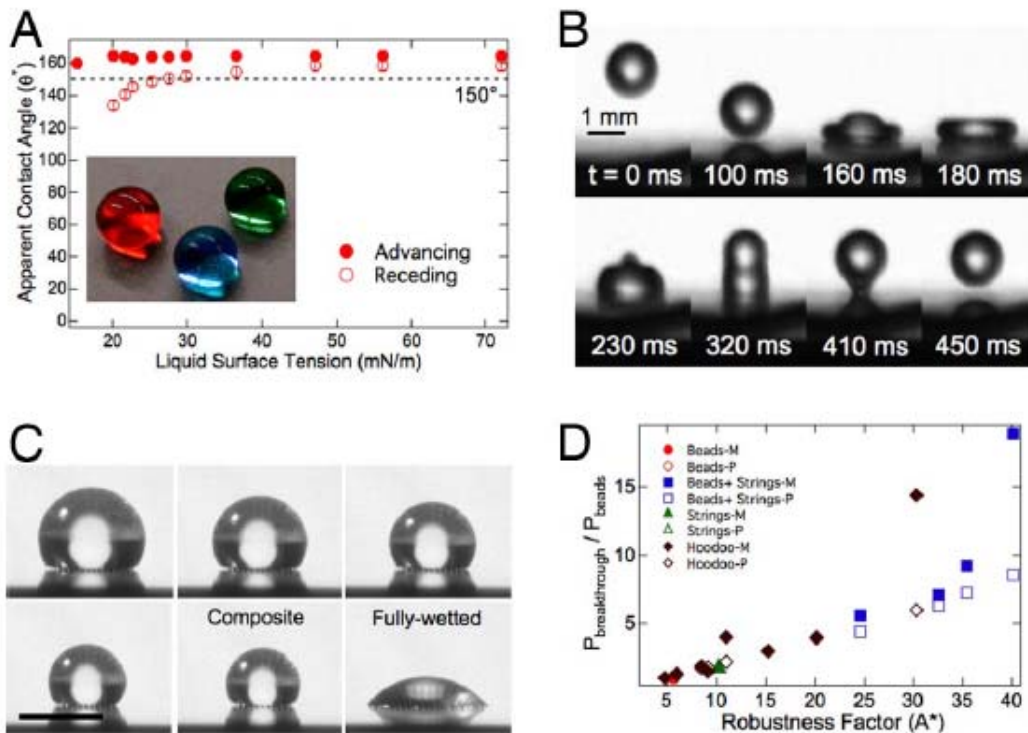 A
Apparent Contact Angle (θ*)
160
140
120
100
80
60
40
20
0
150°
Advancing
Receding
20
30
40
50
60
70
Liquid Surface Tension (mN/m)
B
1 mm
t = 0 ms
100 ms
160 ms
180 ms
230 ms
320 ms
410 ms
450 ms
C
Composite
Fully-wetted
D
P breakthrough / P beads
15
10
5
Beads-M
Beads-P
Beads+ Strings-M
Beads+ Strings-P
Strings-M
Strings-P
Hoodoo-M
Hoodoo-P
5
10
15
20
25
30
35
40
Robustness Factor (A*)